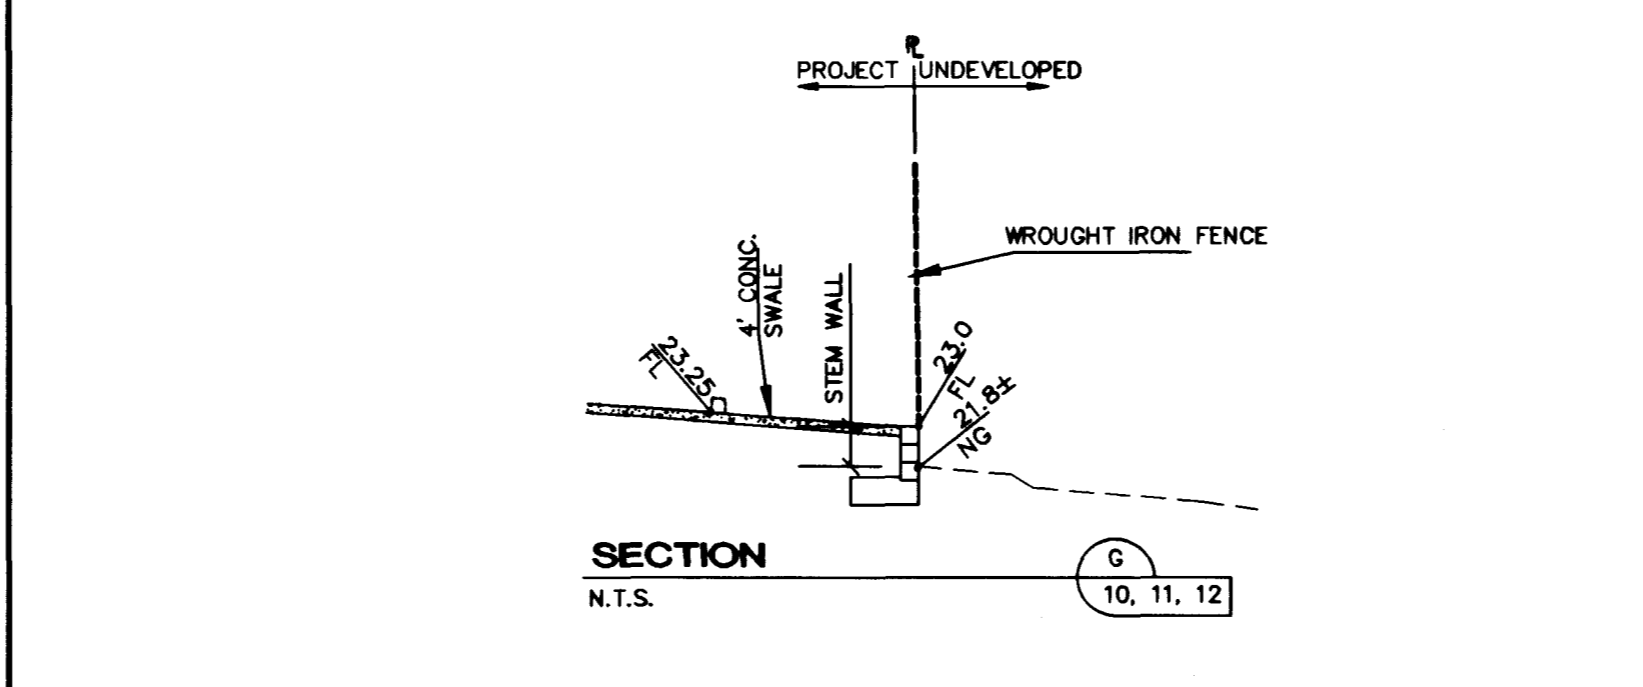 PL
PROJECT UNDEVELOPED
WROUGHT IRON FENCE
4' CONC.
SWALE
STEM WALL
23.25
FL
23.0
FL
21.8±
NG
SECTION
N.T.S.
G
10, 11, 12